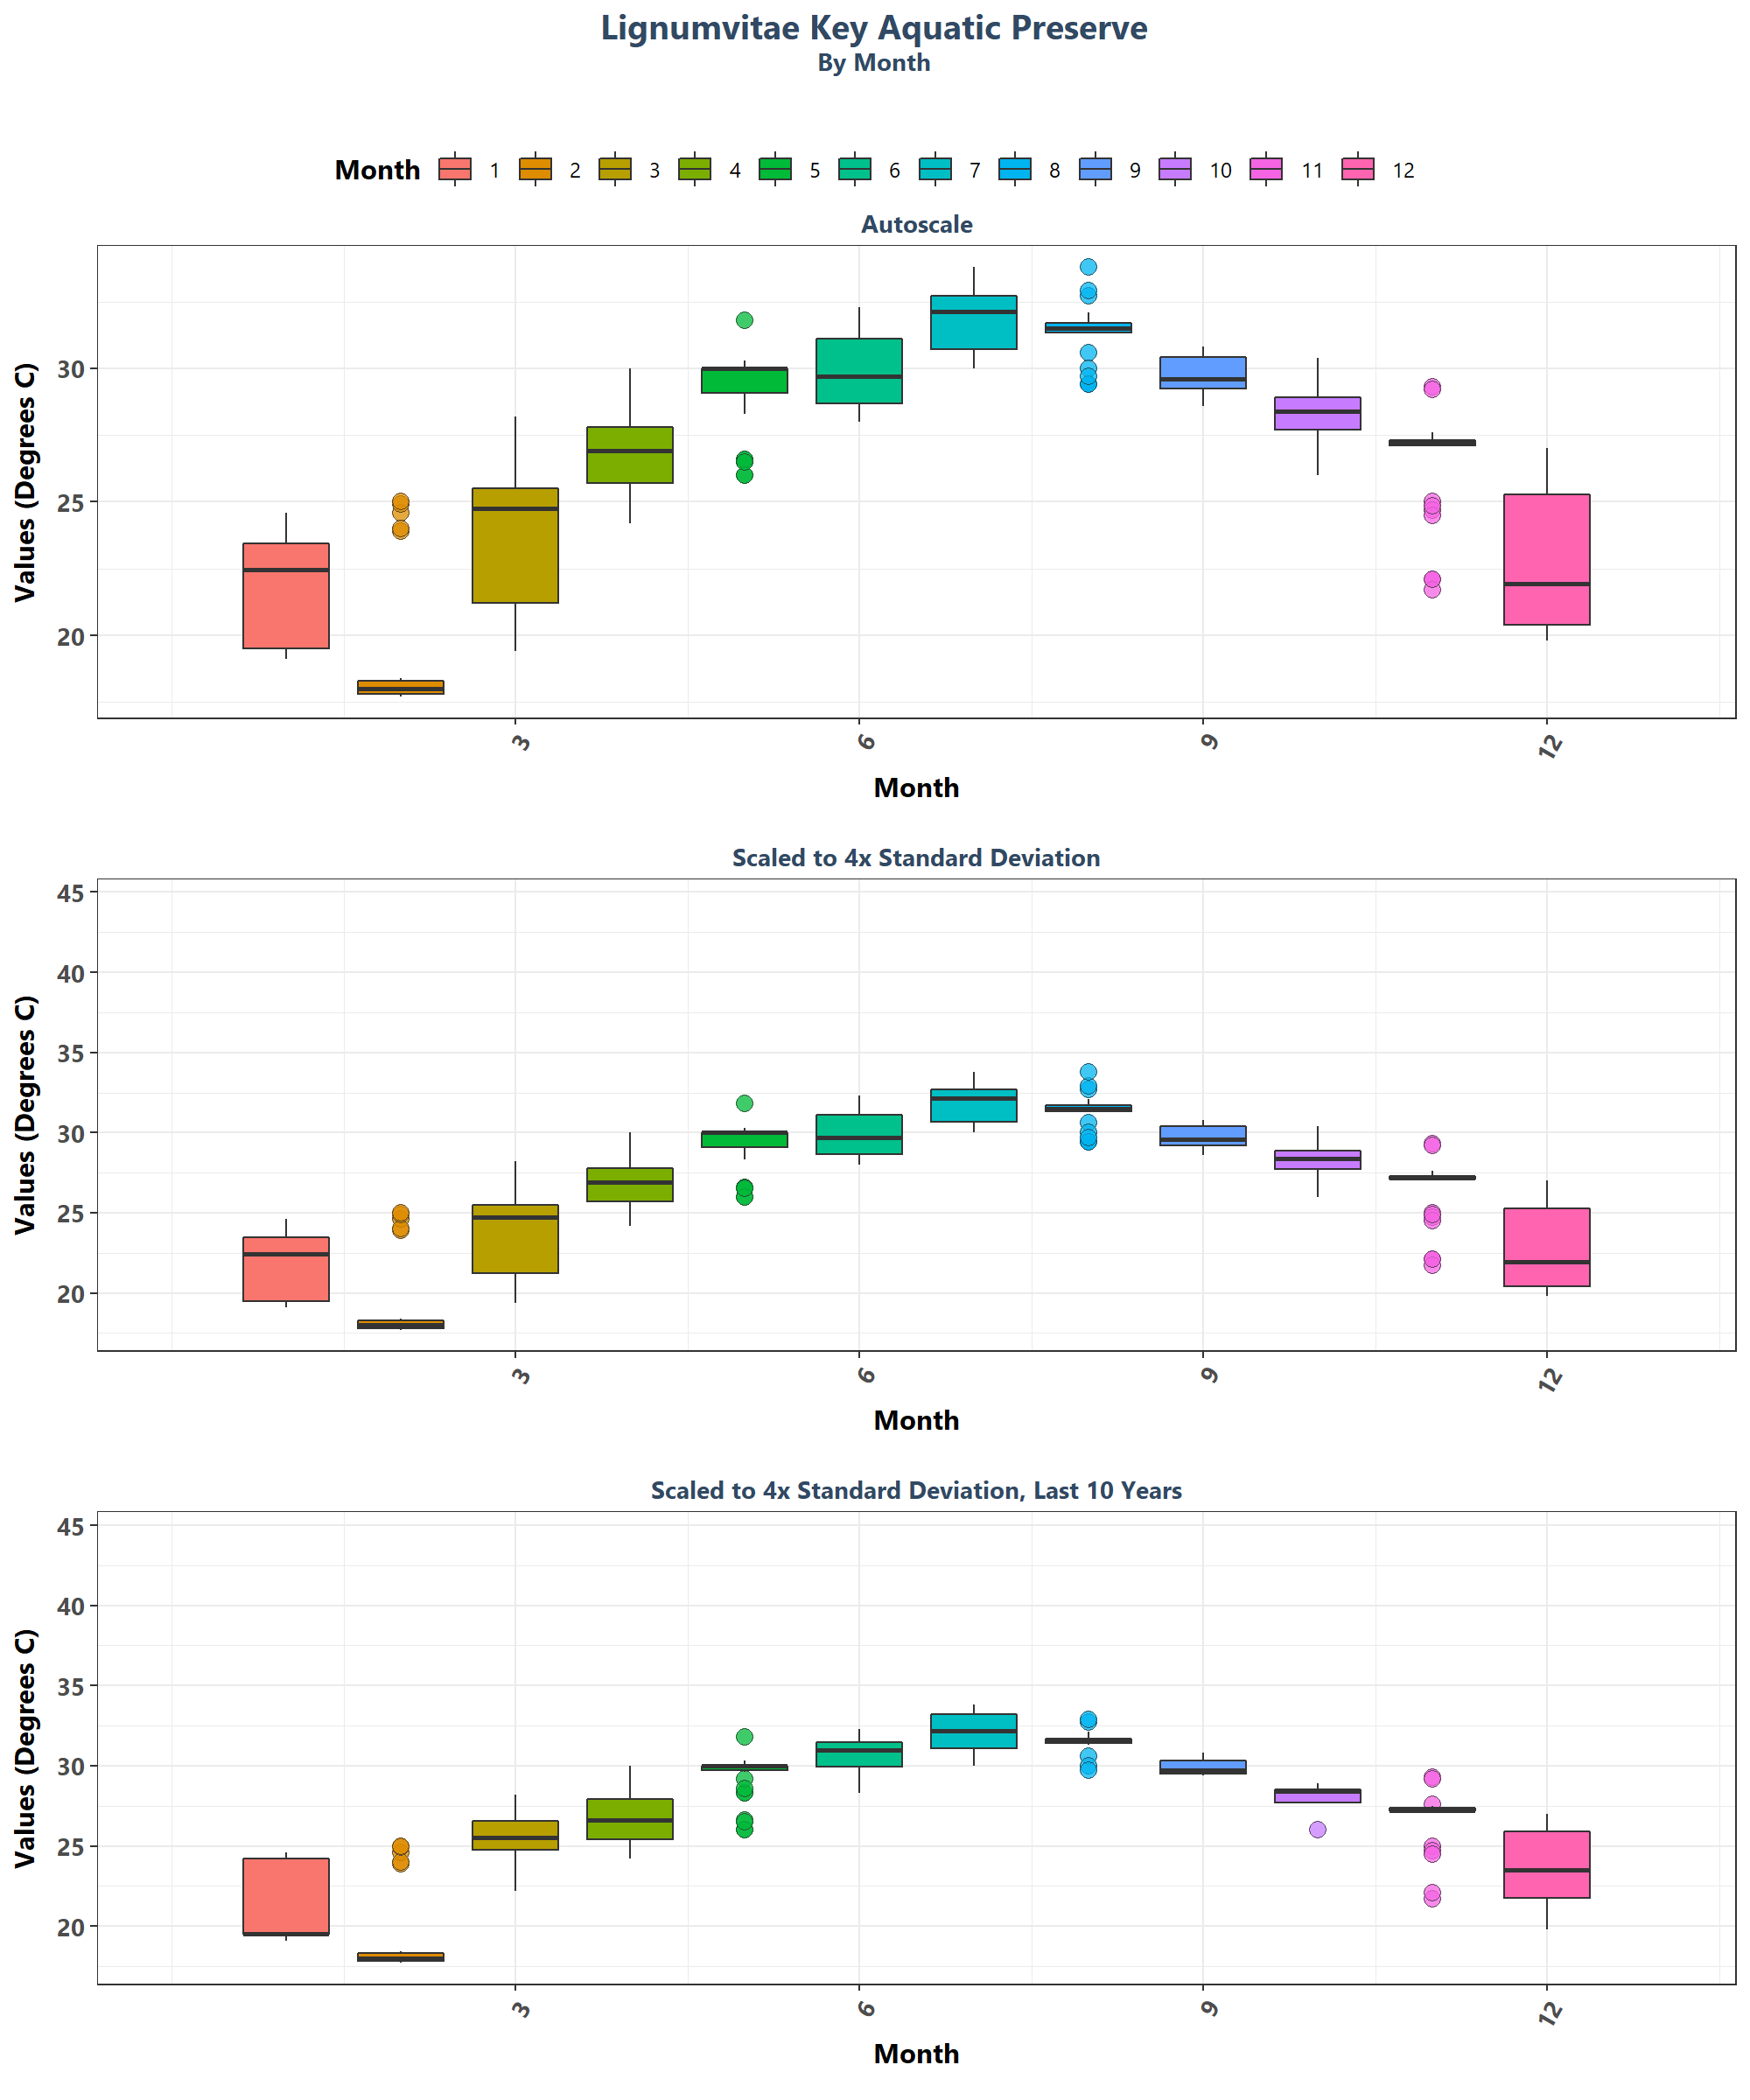 Lignumvitae Key Aquatic Preserve
By Month
Month 1 2 3 4 5 6 7 8 9 10 11 12
Autoscale
Values (Degrees C)
30
25
20
3 6 9 12
Month
Scaled to 4x Standard Deviation
Values (Degrees C)
45
40
35
30
25
20
3 6 9 12
Month
Scaled to 4x Standard Deviation, Last 10 Years
Values (Degrees C)
45
40
35
30
25
20
3 6 9 12
Month